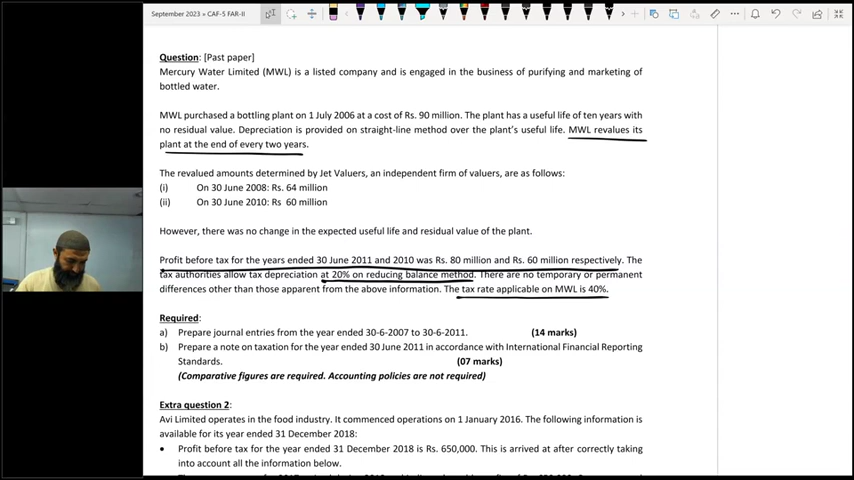 September 2023 » CAF-5 FAR-II
Question: [Past paper]
Mercury Water Limited (MWL) is a listed company and is engaged in the business of purifying and marketing of
bottled water.
MWL purchased a bottling plant on 1 July 2006 at a cost of Rs. 90 million. The plant has a useful life of ten years with
no residual value. Depreciation is provided on straight-line method over the plant's useful life. MWL revalues its
plant at the end of every two years.
The revalued amounts determined by Jet Valuers, an independent firm of valuers, are as follows:
(i) On 30 June 2008: Rs. 64 million
(ii) On 30 June 2010: Rs 60 million
However, there was no change in the expected useful life and residual value of the plant.
Profit before tax for the years ended 30 June 2011 and 2010 was Rs. 80 million and Rs. 60 million respectively. The
tax authorities allow tax depreciation at 20% on reducing balance method. There are no temporary or permanent
differences other than those apparent from the above information. The tax rate applicable on MWL is 40%.
Required:
a) Prepare journal entries from the year ended 30-6-2007 to 30-6-2011. (14 marks)
b) Prepare a note on taxation for the year ended 30 June 2011 in accordance with International Financial Reporting
Standards. (07 marks)
(Comparative figures are required. Accounting policies are not required)
Extra question 2:
Avi Limited operates in the food industry. It commenced operations on 1 January 2016. The following information is
available for its year ended 31 December 2018:
• Profit before tax for the year ended 31 December 2018 is Rs. 650,000. This is arrived at after correctly taking
into account all the information below.